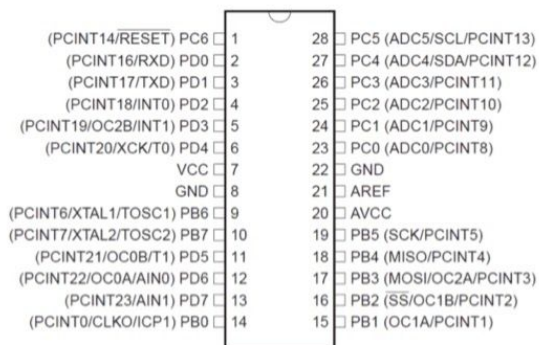 (PCINT14/RESET) PC6 1 28 PC5 (ADC5/SCL/PCINT13)
(PCINT16/RXD) PD0 2 27 PC4 (ADC4/SDA/PCINT12)
(PCINT17/TXD) PD1 3 26 PC3 (ADC3/PCINT11)
(PCINT18/INT0) PD2 4 25 PC2 (ADC2/PCINT10)
(PCINT19/OC2B/INT1) PD3 5 24 PC1 (ADC1/PCINT9)
(PCINT20/XCK/T0) PD4 6 23 PC0 (ADC0/PCINT8)
VCC 7 22 GND
GND 8 21 AREF
(PCINT6/XTAL1/TOSC1) PB6 9 20 AVCC
(PCINT7/XTAL2/TOSC2) PB7 10 19 PB5 (SCK/PCINT5)
(PCINT21/OC0B/T1) PD5 11 18 PB4 (MISO/PCINT4)
(PCINT22/OC0A/AIN0) PD6 12 17 PB3 (MOSI/OC2A/PCINT3)
(PCINT23/AIN1) PD7 13 16 PB2 (SS/OC1B/PCINT2)
(PCINT0/CLKO/ICP1) PB0 14 15 PB1 (OC1A/PCINT1)